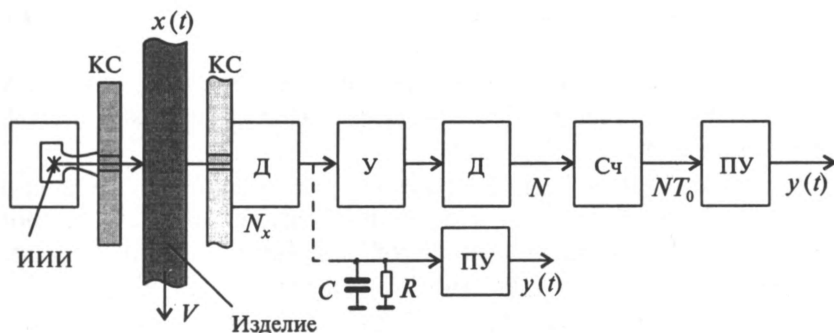 x(t)
КС
КС
Д
У
Д
Сч
ПУ
N
NT₀
y(t)
Nₓ
ИИИ
ПУ
C
R
y(t)
V
Изделие